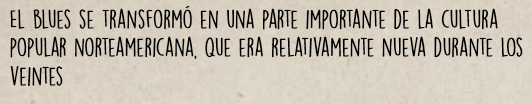 EL BLUES SE TRANSFORMÓ EN UNA PARTE IMPORTANTE DE LA CULTURA
POPULAR NORTEAMERICANA, QUE ERA RELATIVAMENTE NUEVA DURANTE LOS
VEINTES